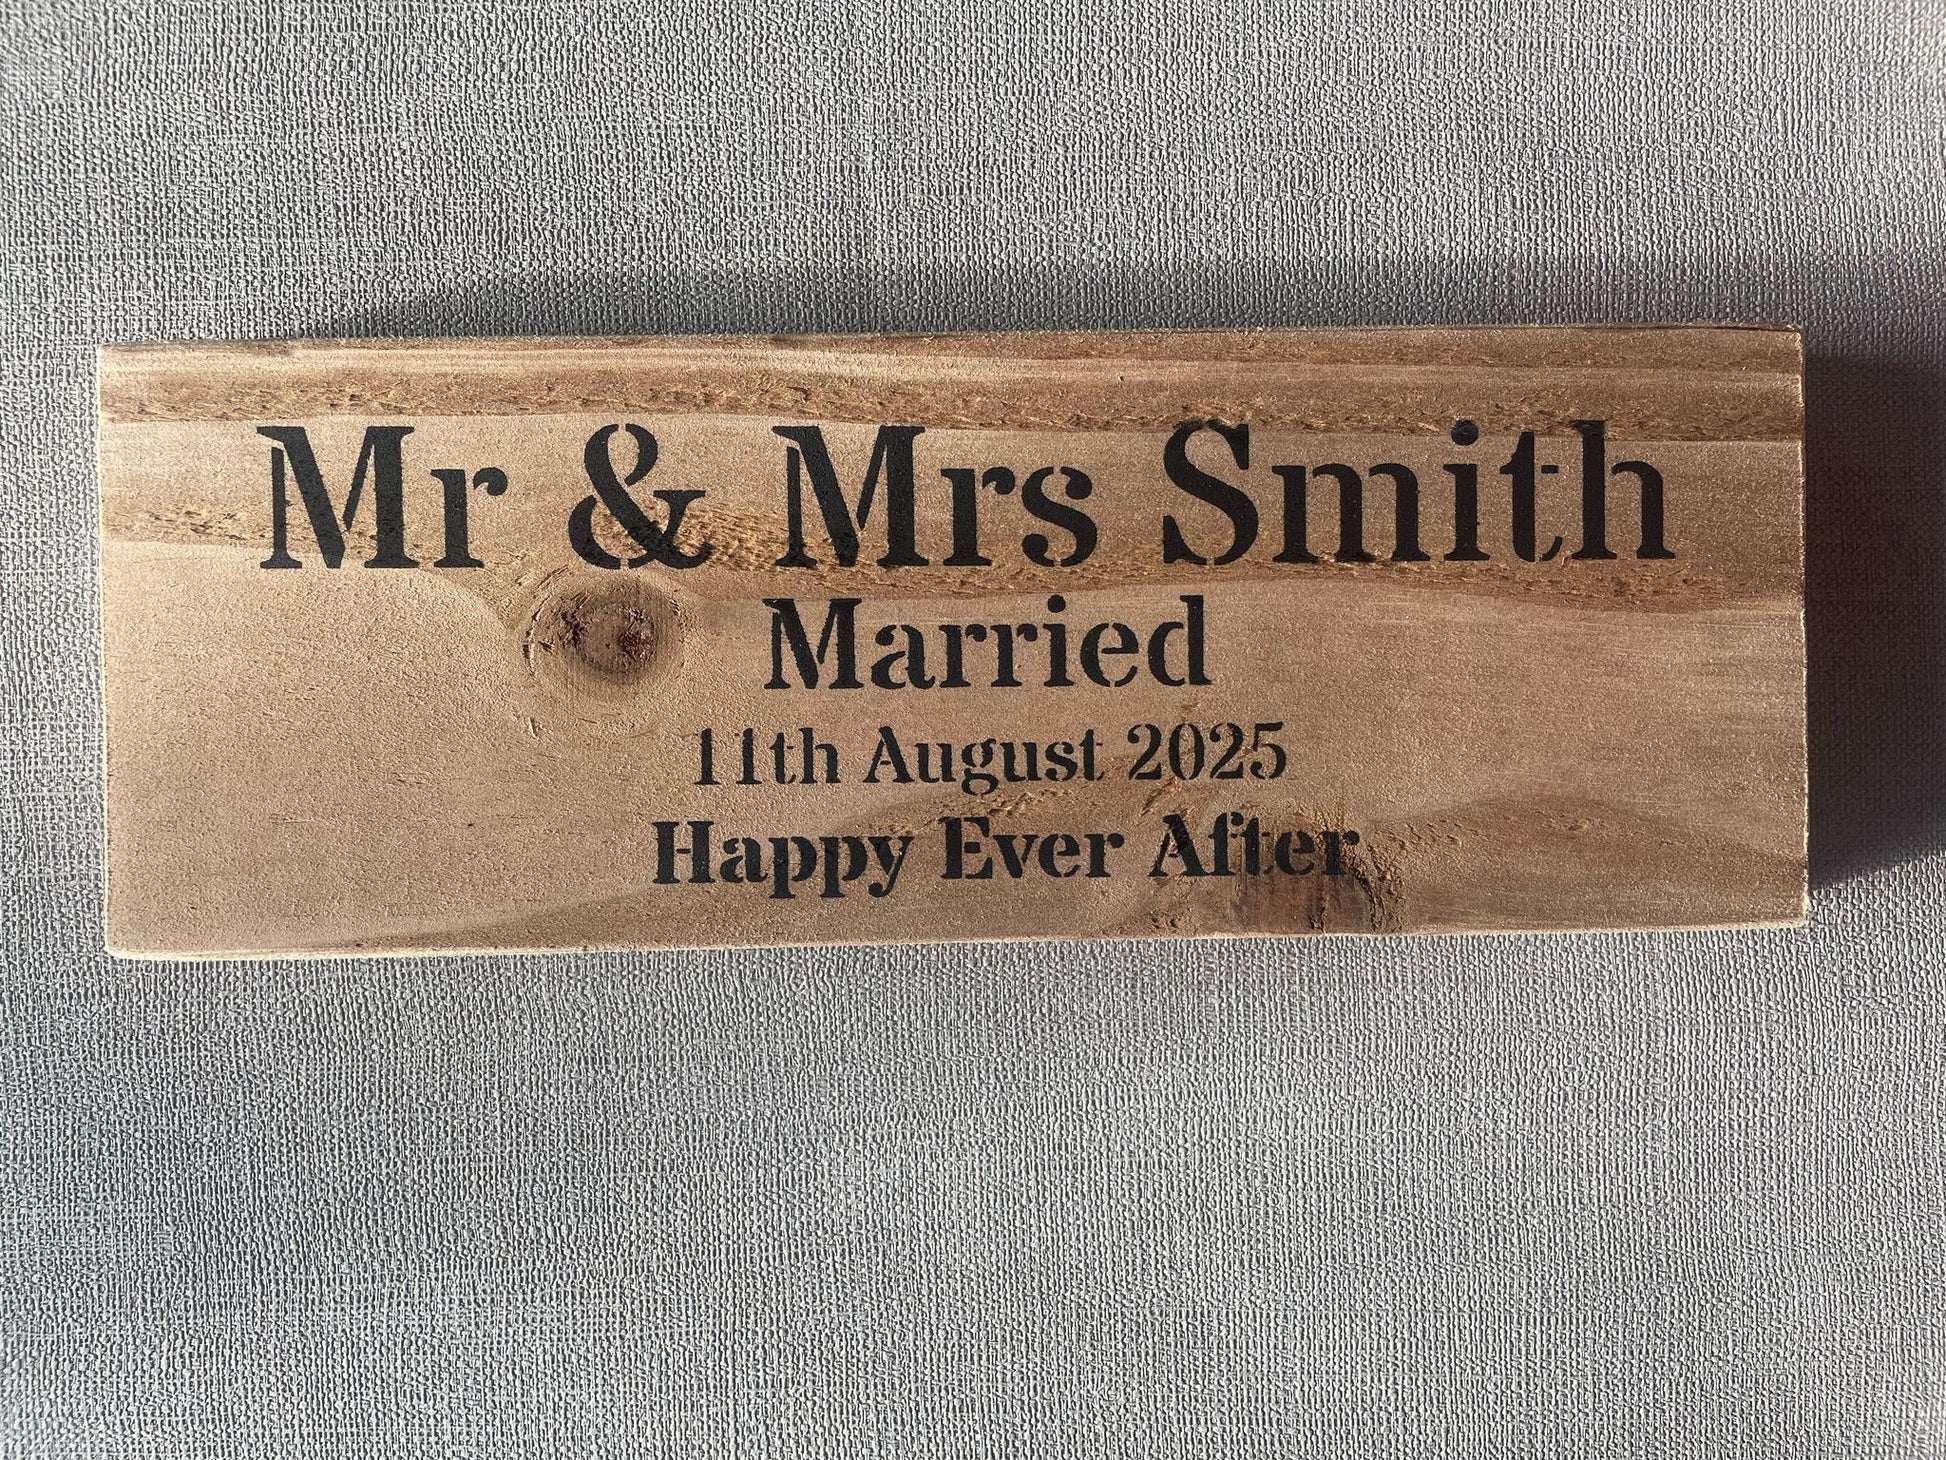 Mr & Mrs Smith
Married
11th August 2025
Happy Ever After